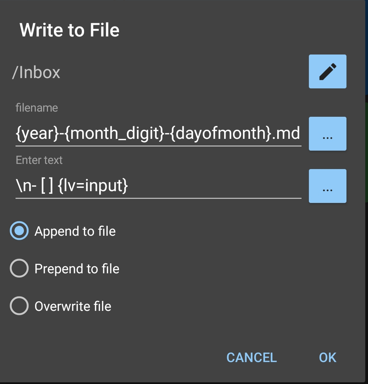 Write to File
/Inbox
filename
{year}-{month_digit}-{dayofmonth}.md
...
Enter text
\n- [ ] {lv=input}
...
Append to file
Prepend to file
Overwrite file
CANCEL OK